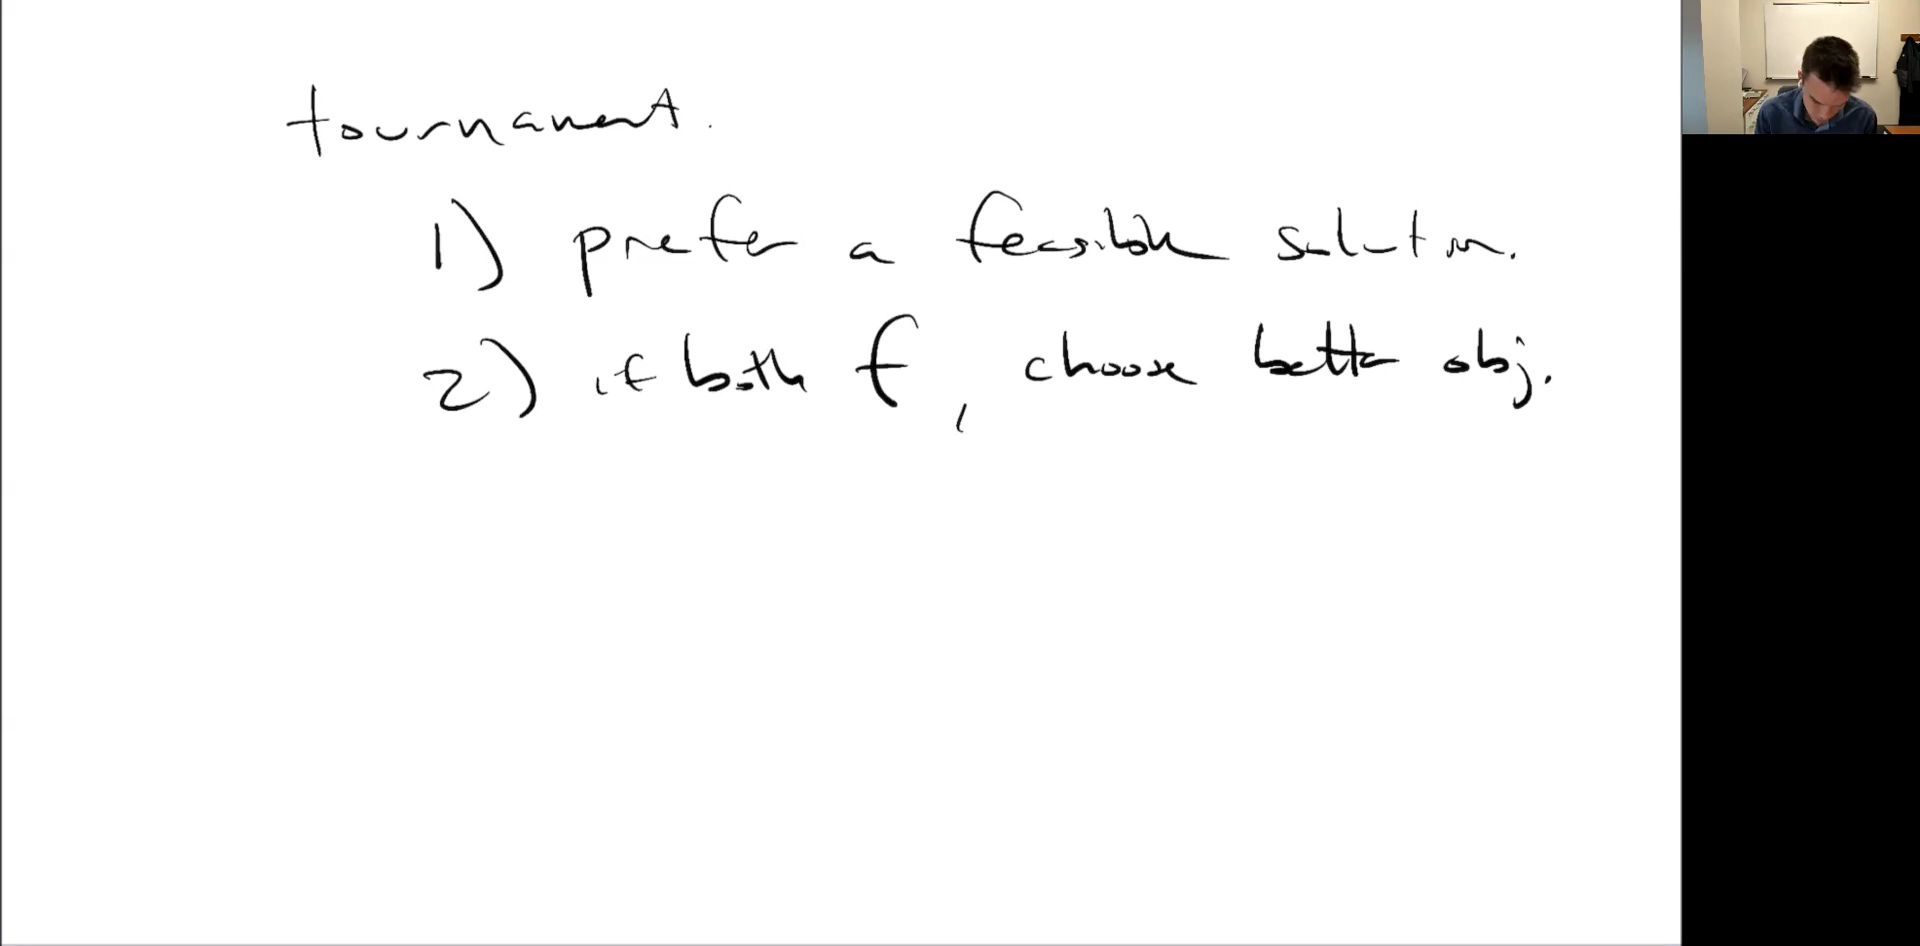 tournament.
1) prefer a feasible solution.
2) if both f, choose better obj.